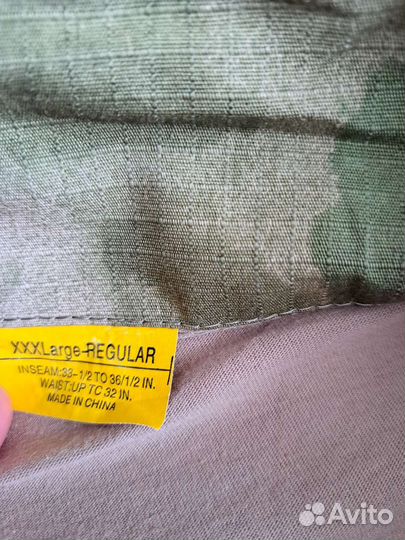 XXXLarge-REGULAR
INSEAM:33-1/2 TO 36/1/2 IN.
WAIST:UP TC 32 IN.
MADE IN CHINA
Avito